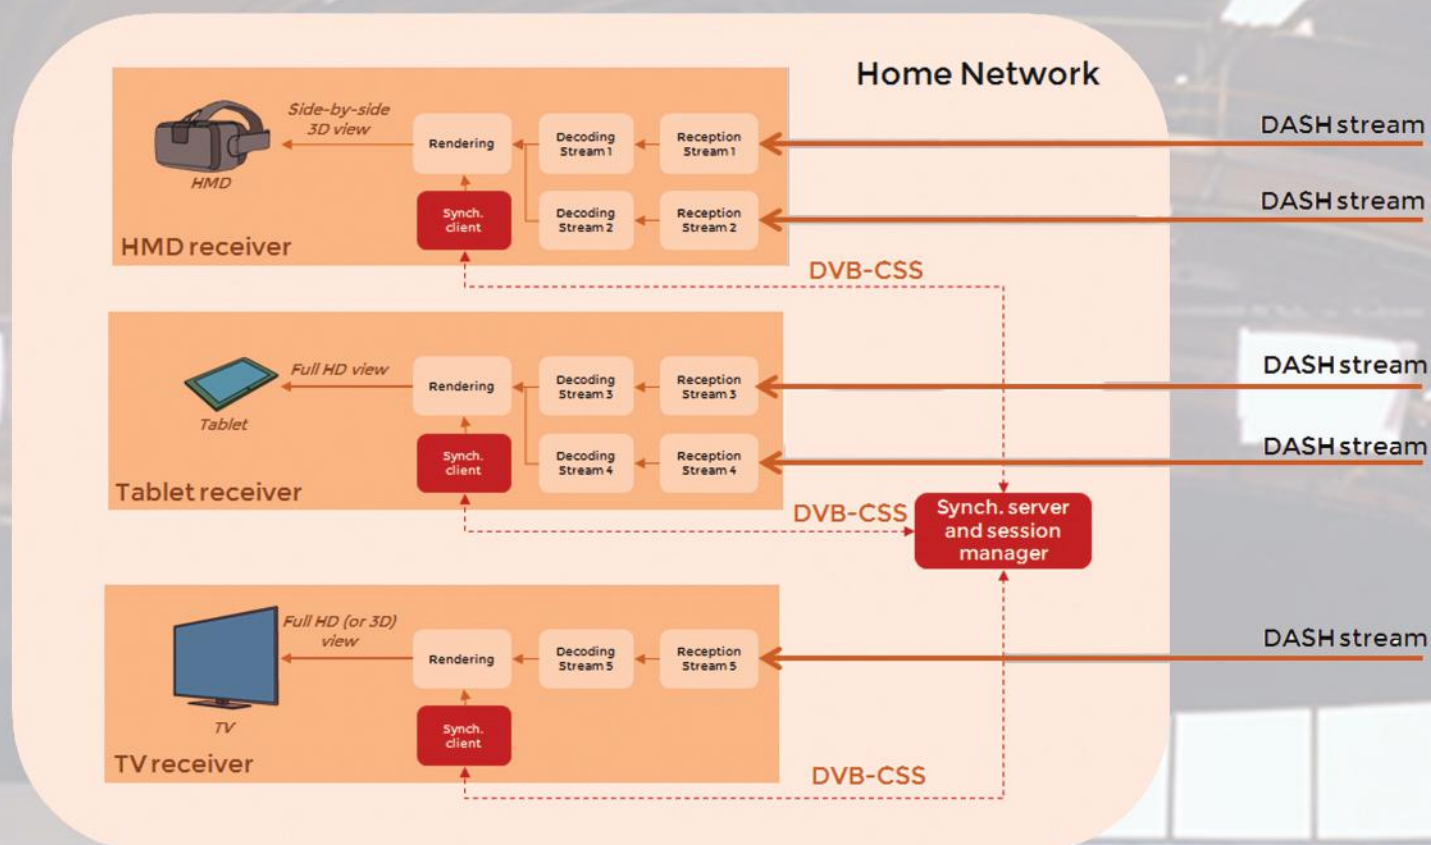 Home Network
Side-by-side
3D view
HMD
HMD receiver
Rendering
Synch.
client
Decoding
Stream 1
Reception
Stream 1
DASH stream
Decoding
Stream 2
Reception
Stream 2
DASH stream
DVB-CSS
Full HD view
Tablet
Tablet receiver
Rendering
Synch.
client
Decoding
Stream 3
Reception
Stream 3
DASH stream
Decoding
Stream 4
Reception
Stream 4
DASH stream
DVB-CSS
Synch. server
and session
manager
Full HD (or 3D)
view
TV
TV receiver
Rendering
Synch.
client
Decoding
Stream 5
Reception
Stream 5
DASH stream
DVB-CSS